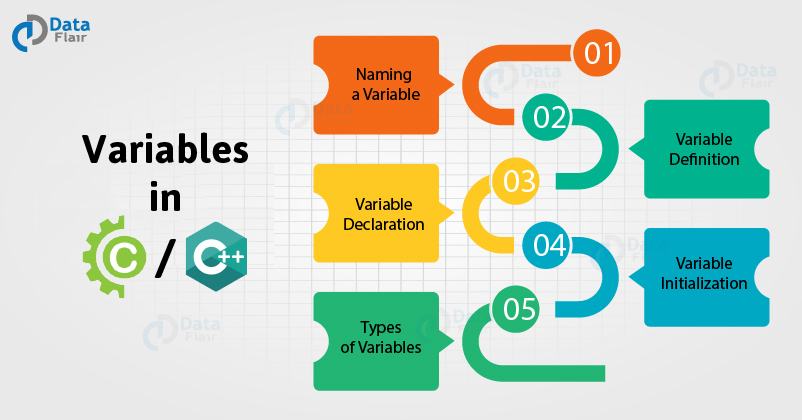 Data
Flair
Variables
in
C / C++
01
Naming
a Variable
02
Variable
Definition
03
Variable
Declaration
04
Variable
Initialization
05
Types
of Variables
Data
Flair
Data
Flair
Data
Flair
Data
Flair
Data
Flair
Data
Flair